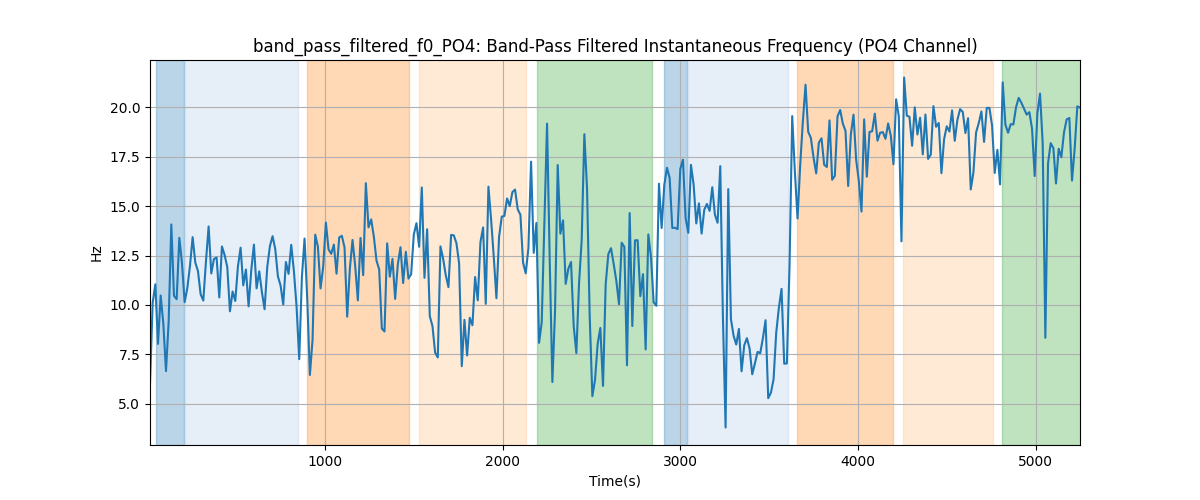 band_pass_filtered_f0_PO4: Band-Pass Filtered Instantaneous Frequency (PO4 Channel)
20.0
17.5
15.0
12.5
10.0
7.5
5.0
Hz
1000 2000 3000 4000 5000
Time(s)